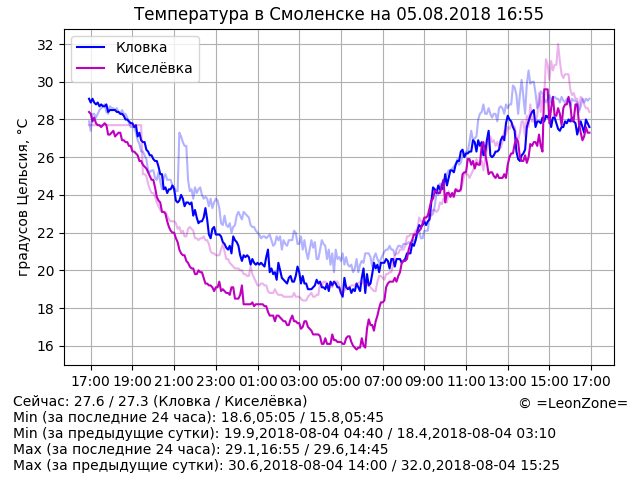 Температура в Смоленске на 05.08.2018 16:55
градусов Цельсия, °C
32
30
28
26
24
22
20
18
16
Кловка
Киселёвка
17:00 19:00 21:00 23:00 01:00 03:00 05:00 07:00 09:00 11:00 13:00 15:00 17:00
Сейчас: 27.6 / 27.3 (Кловка / Киселёвка)
© =LeonZone=
Min (за последние 24 часа): 18.6,05:05 / 15.8,05:45
Min (за предыдущие сутки): 19.9,2018-08-04 04:40 / 18.4,2018-08-04 03:10
Max (за последние 24 часа): 29.1,16:55 / 29.6,14:45
Max (за предыдущие сутки): 30.6,2018-08-04 14:00 / 32.0,2018-08-04 15:25